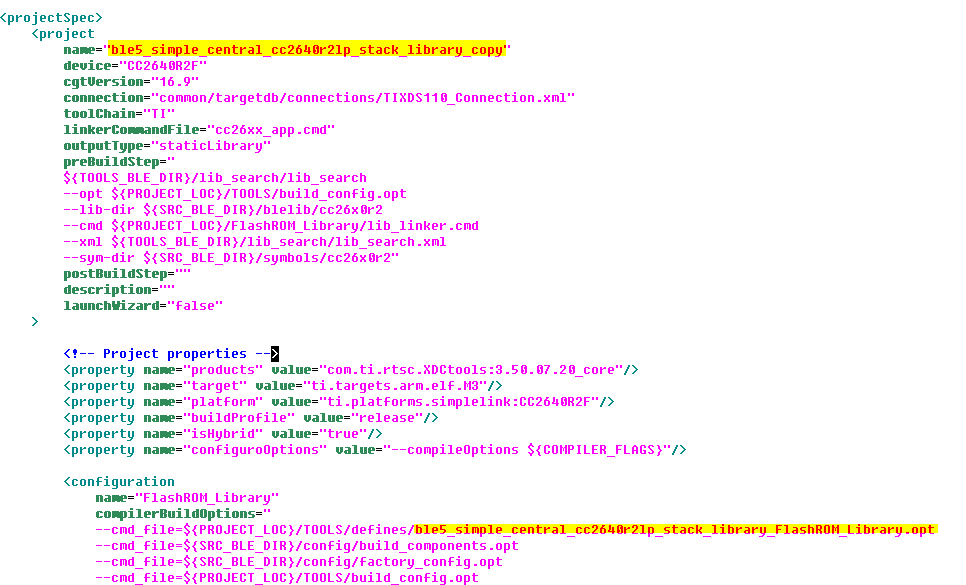 <projectSpec>
<project
name="ble5_simple_central_cc2640r2lp_stack_library_copy"
device="CC2640R2F"
cgtVersion="16.9"
connection="common/targetdb/connections/TIXDS110_Connection.xml"
toolChain="TI"
linkerCommandFile="cc26xx_app.cmd"
outputType="staticLibrary"
preBuildStep="
${TOOLS_BLE_DIR}/lib_search/lib_search
--opt ${PROJECT_LOC}/TOOLS/build_config.opt
--lib-dir ${SRC_BLE_DIR}/blelib/cc26x0r2
--cmd ${PROJECT_LOC}/FlashROM_Library/lib_linker.cmd
--xml ${TOOLS_BLE_DIR}/lib_search/lib_search.xml
--sym-dir ${SRC_BLE_DIR}/symbols/cc26x0r2"
postBuildStep=""
description=""
launchWizard="false"
>
<!-- Project properties -->
<property name="products" value="com.ti.rtsc.XDCtools:3.50.07.20_core"/>
<property name="target" value="ti.targets.arm.elf.M3"/>
<property name="platform" value="ti.platforms.simplelink:CC2640R2F"/>
<property name="buildProfile" value="release"/>
<property name="isHybrid" value="true"/>
<property name="configuroOptions" value="--compileOptions ${COMPILER_FLAGS}"/>
<configuration
name="FlashROM_Library"
compilerBuildOptions="
--cmd_file=${PROJECT_LOC}/TOOLS/defines/ble5_simple_central_cc2640r2lp_stack_library_FlashROM_Library.opt
--cmd_file=${SRC_BLE_DIR}/config/build_components.opt
--cmd_file=${SRC_BLE_DIR}/config/factory_config.opt
--cmd_file=${PROJECT_LOC}/TOOLS/build_config.opt